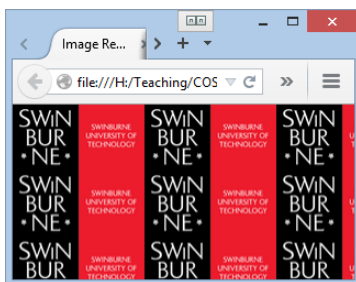 Image Re...
file:///H:/Teaching/COS
SWiN SWINBURNE SWiN SWINBURNE SWiN
BUR UNIVERSITY OF BUR UNIVERSITY OF BUR
NE TECHNOLOGY NE TECHNOLOGY NE
SWiN SWINBURNE SWiN SWINBURNE SWiN
BUR UNIVERSITY OF BUR UNIVERSITY OF BUR
NE TECHNOLOGY NE TECHNOLOGY NE
SWiN SWINBURNE SWiN SWINBURNE SWiN
BUR UNIVERSITY OF BUR UNIVERSITY OF BUR
TECHNOLOGY TECHNOLOGY